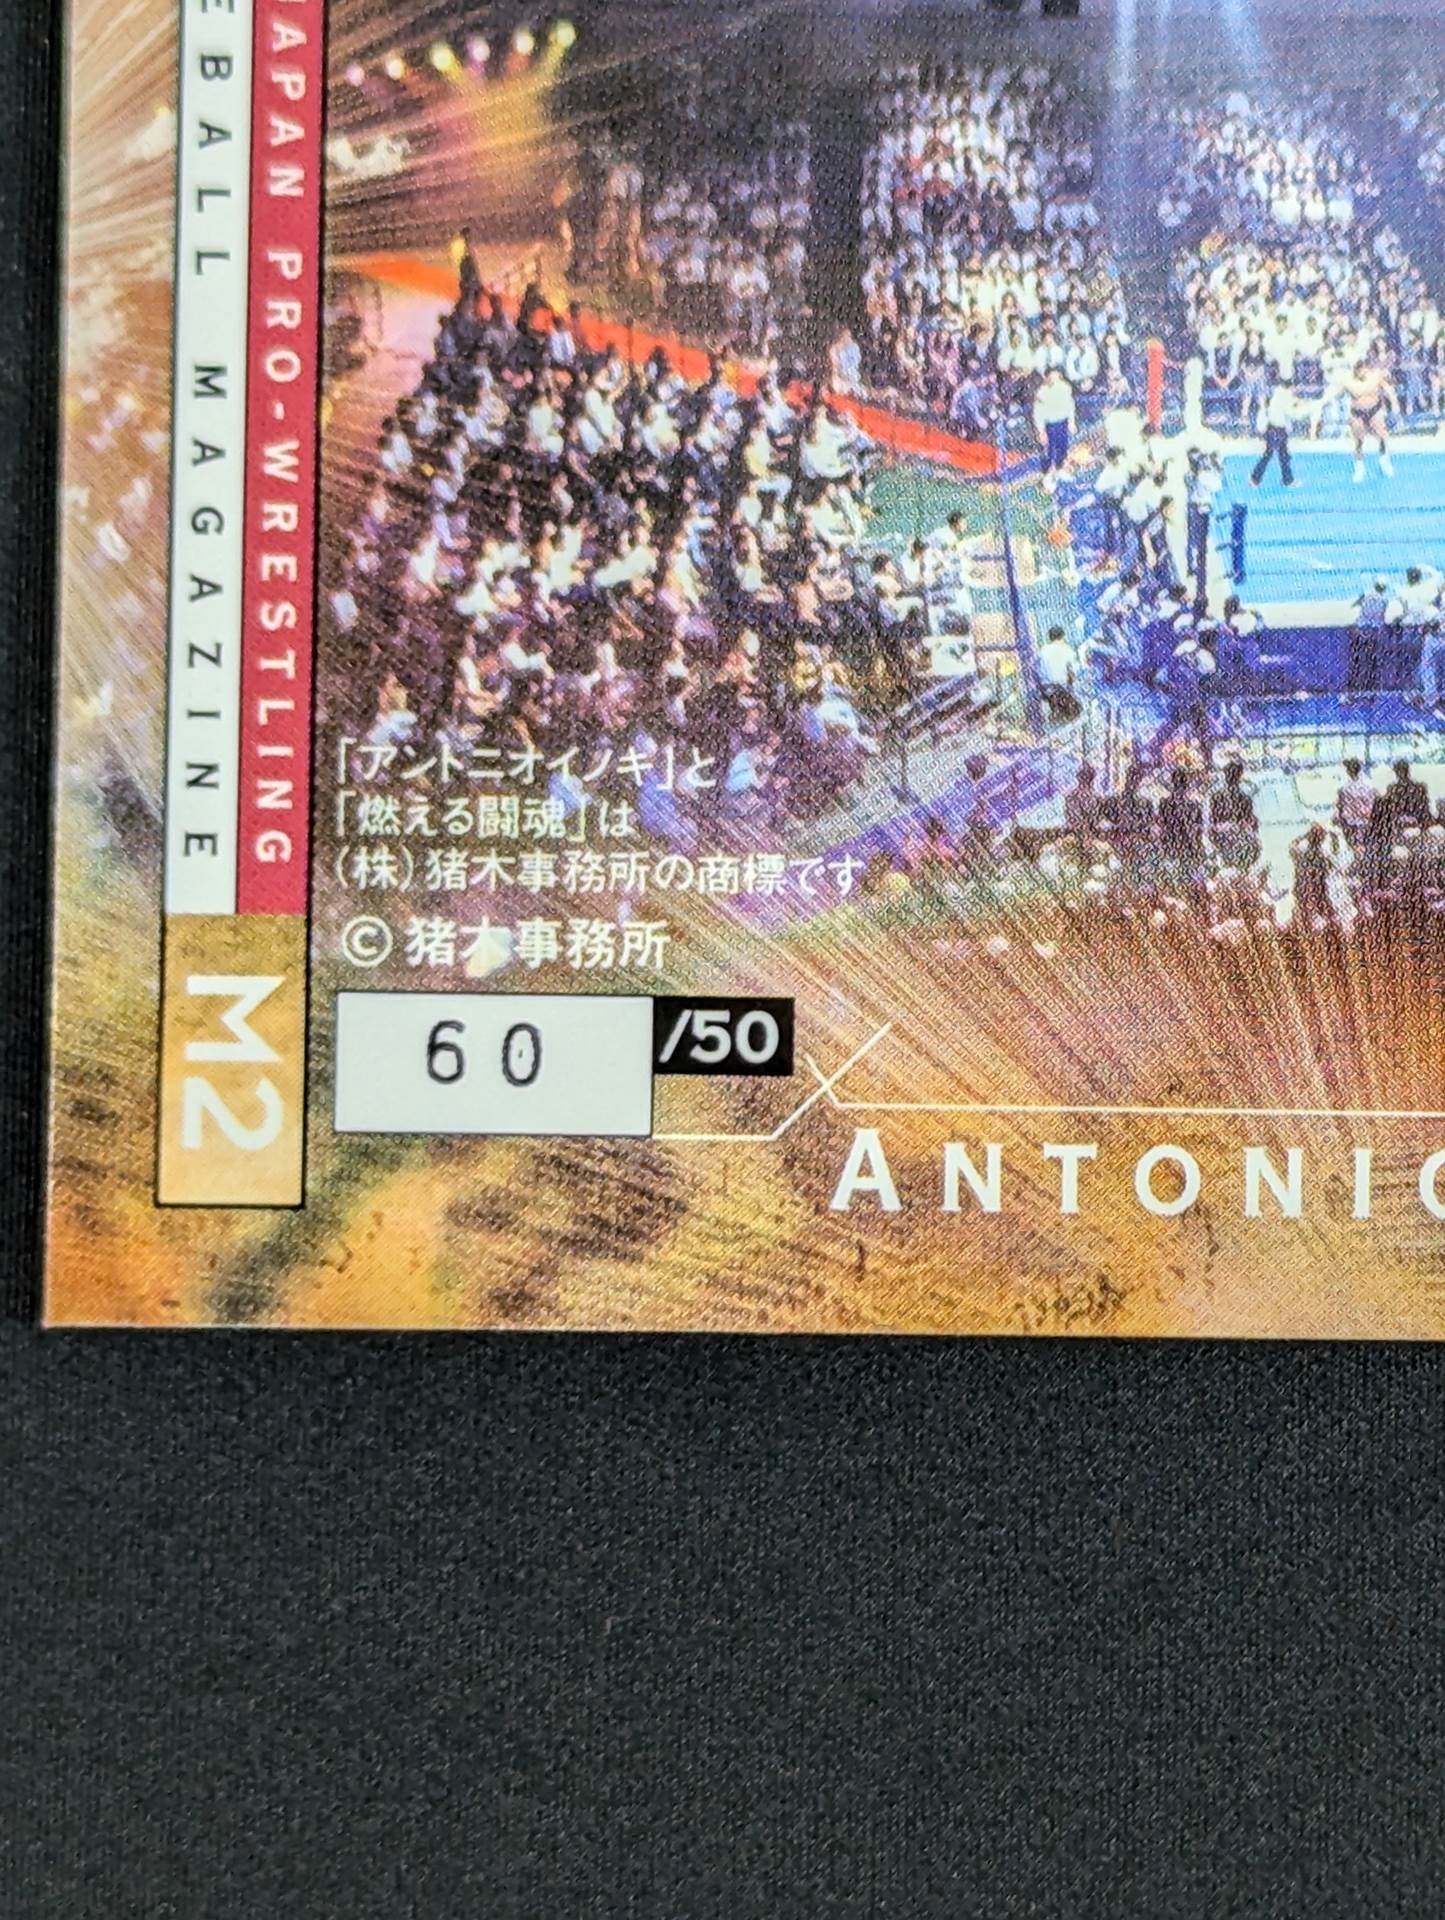 EBALL MAGAZINE
JAPAN PRO-WRESTLING
「アントニオイノキ」と
「燃える闘魂」は
(株)猪木事務所の商標です
© 猪木事務所
60 /50
M2
ANTONIO